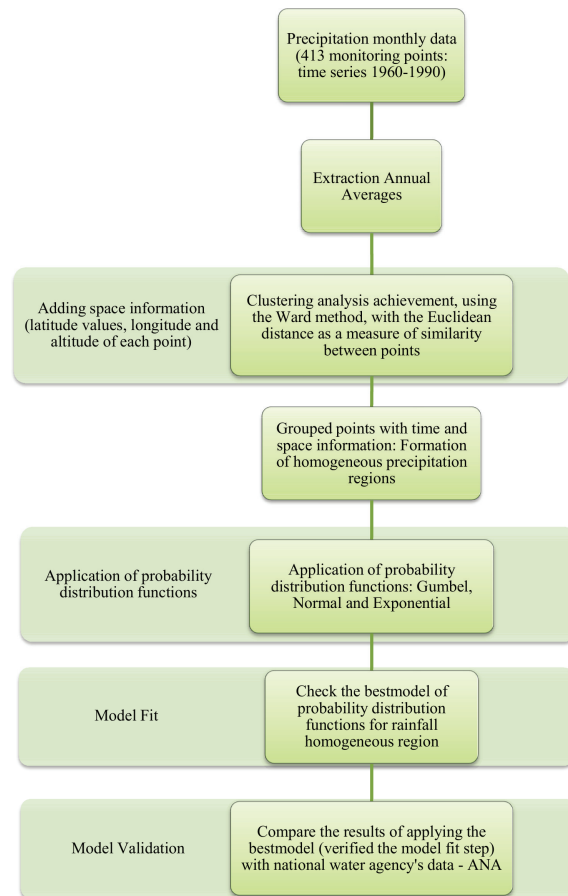 Precipitation monthly data
(413 monitoring points:
time series 1960-1990)
Extraction Annual
Averages
Adding space information
(latitude values, longitude and
altitude of each point)
Clustering analysis achievement, using
the Ward method, with the Euclidean
distance as a measure of similarity
between points
Grouped points with time and
space information: Formation
of homogeneous precipitation
regions
Application of probability
distribution functions
Application of probability
distribution functions: Gumbel,
Normal and Exponential
Model Fit
Check the bestmodel of
probability distribution
functions for rainfall
homogeneous region
Model Validation
Compare the results of applying the
bestmodel (verified the model fit step)
with national water agency's data - ANA